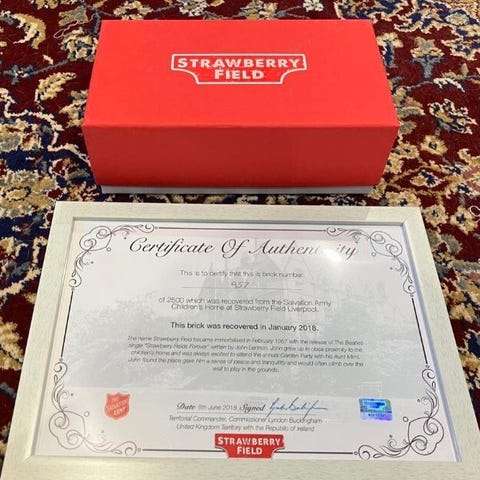 STRAWBERRY
FIELD
Certificate Of Authenticity
This is to certify that this is brick number
957
of 2500 which was recovered from the Salvation Army
Children's Home at Strawberry Field Liverpool.
This brick was recovered in January 2018.
The name Strawberry Field became immortalised in February 1967 with the release of The Beatles
single "Strawberry Fields Forever" written by John Lennon. John grew up in close proximity to the
children's home and was always excited to attend the annual Garden Party with his Aunt Mimi.
John found the place gave him a sense of peace and tranquility and would often climb over the
wall to play in the grounds.
THE
SALVATION
ARMY
Date 8th June 2018 Signed
Territorial Commander, Commissioner Lyndon Buckingham
United Kingdom Territory with the Republic of Ireland
STRAWBERRY
FIELD